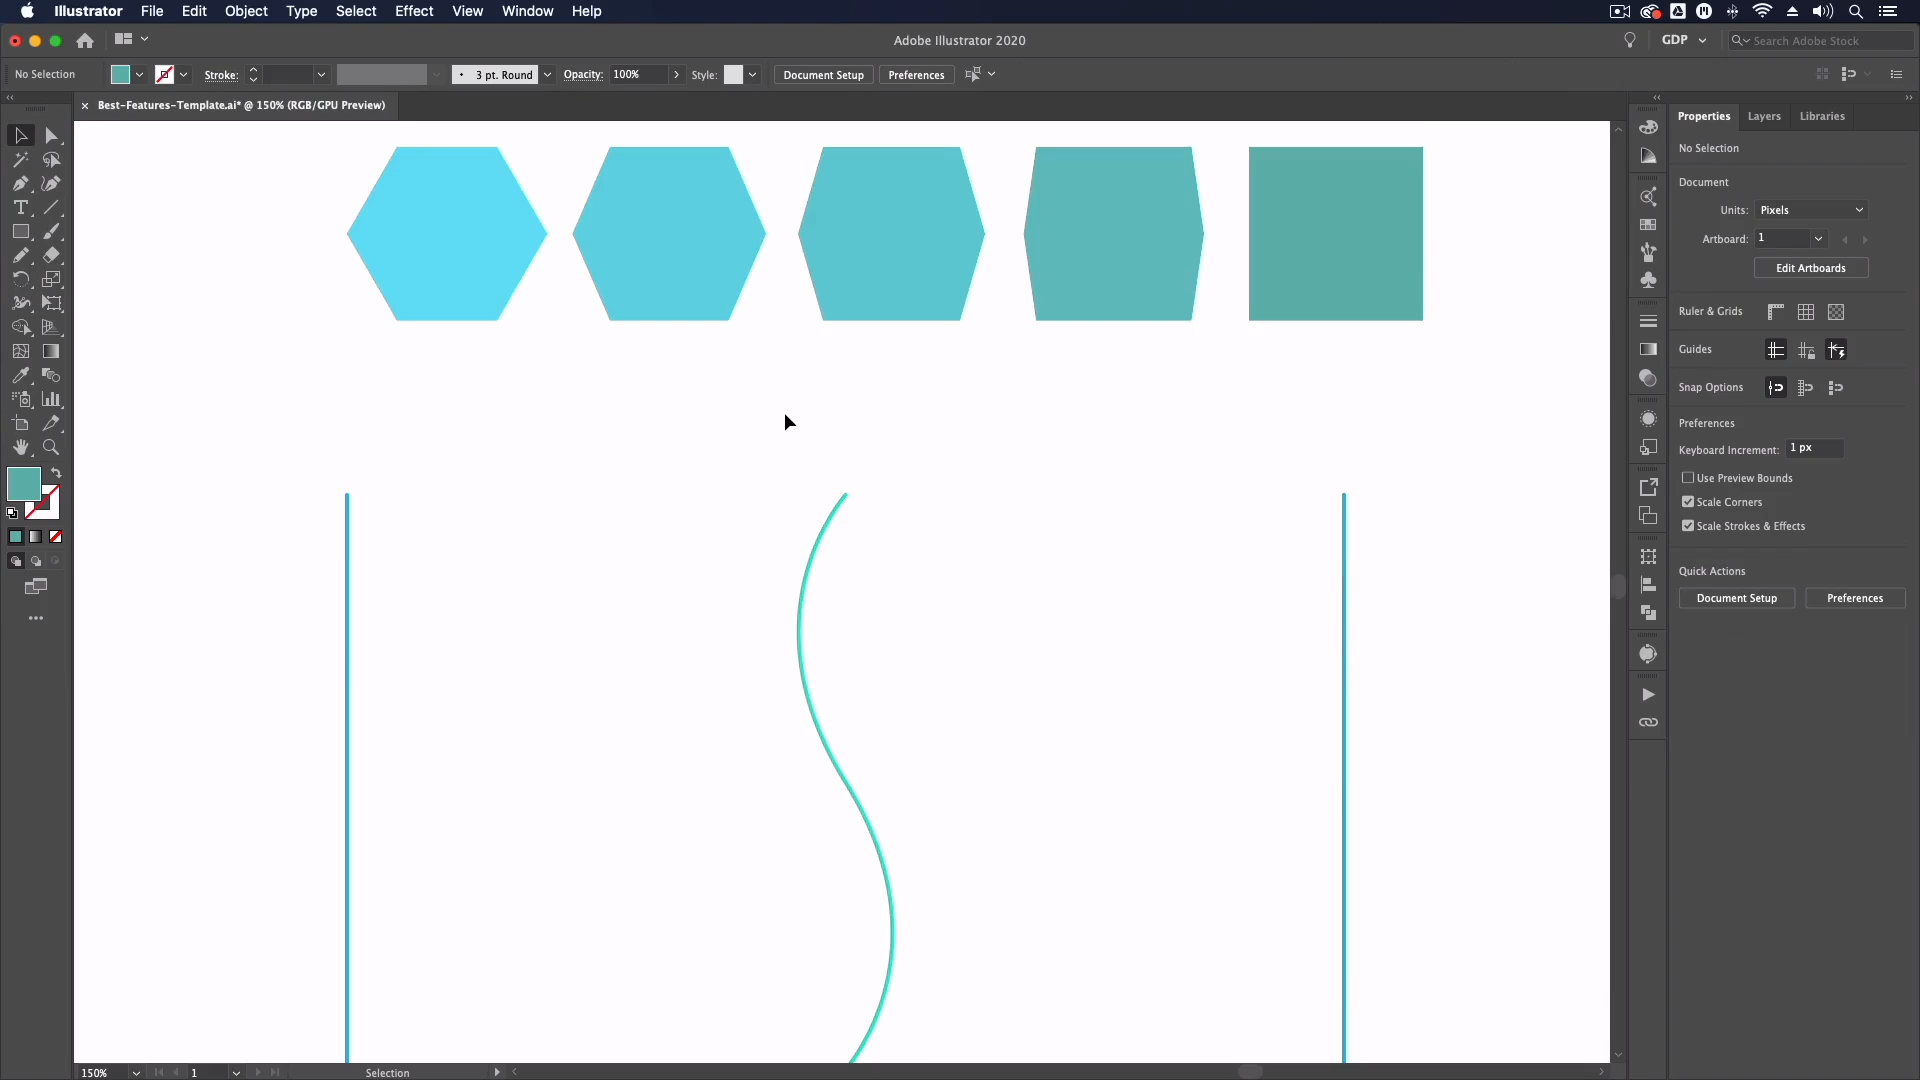 Illustrator File Edit Object Type Select Effect View Window Help
Adobe Illustrator 2020
GDP
Search Adobe Stock
No Selection
Stroke:
3 pt. Round
Opacity: 100%
Style:
Document Setup
Preferences
Best-Features-Template.ai* @ 150% (RGB/GPU Preview)
Properties Layers Libraries
No Selection
Document
Units: Pixels
Artboard: 1
Edit Artboards
Ruler & Grids
Guides
Snap Options
Preferences
Keyboard Increment: 1 px
Use Preview Bounds
Scale Corners
Scale Strokes & Effects
Quick Actions
Document Setup
Preferences
150%
1
Selection